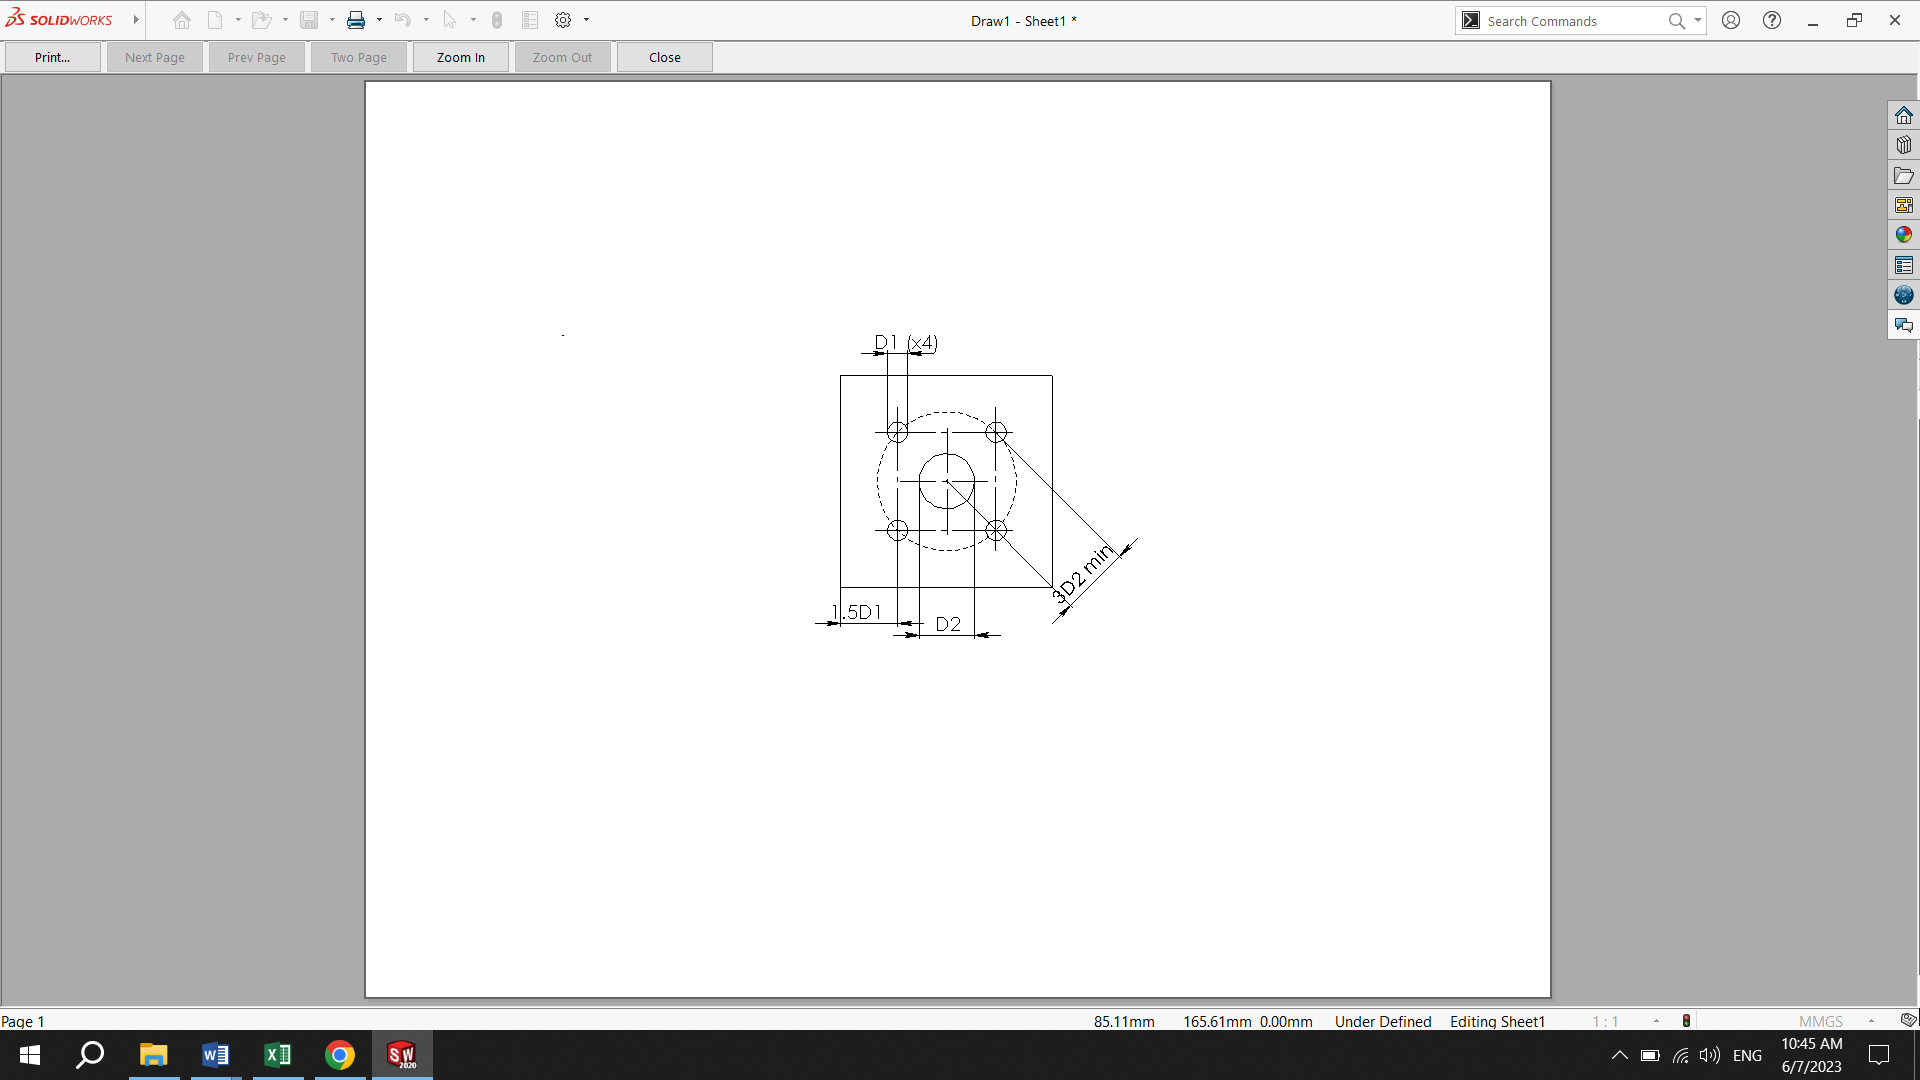 SOLIDWORKS
Draw1 - Sheet1 *
Search Commands
Print...
Next Page
Prev Page
Two Page
Zoom In
Zoom Out
Close
D1 (x4)
3D2 min
1.5D1
D2
Page 1
85.11mm
165.61mm
0.00mm
Under Defined
Editing Sheet1
1 : 1
MMGS
SW
2020
ENG
10:45 AM
6/7/2023